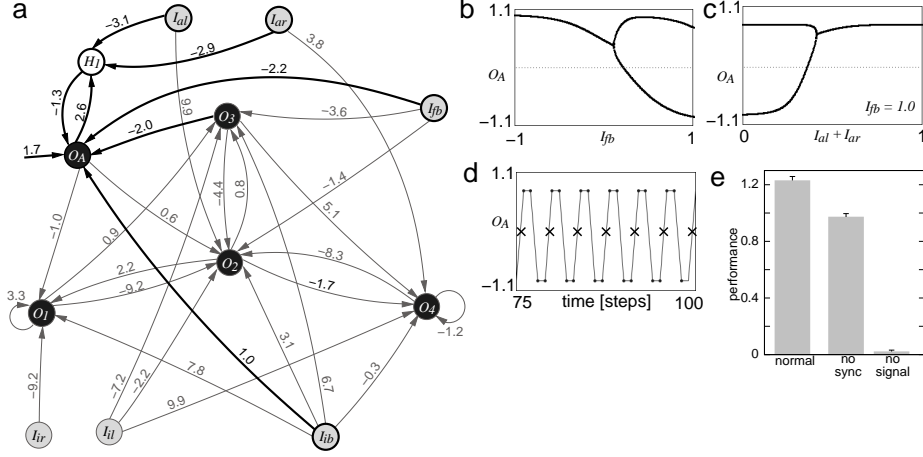 a
I_al
I_ar
−3.1
−2.9
3.8
H1
−1.3
2.6
−2.2
9.9
I_fb
−2.0
O3
−3.6
1.7
O_A
−4.4
0.8
−1.4
−1.0
0.9
0.6
5.1
−8.3
2.2
O2
−9.2
−1.7
3.3
O1
O4
−1.2
3.1
1.0
−9.2
−7.2
−2.2
9.9
7.8
6.7
−0.3
I_ir
I_il
I_ib
b
1.1
O_A
−1.1
−1
I_fb
1
c
1.1
−1.1
I_fb = 1.0
0
I_al + I_ar
1
d
1.1
O_A
−1.1
75
time [steps]
100
e
performance
1.2
0.8
0.4
0
normal
no sync
no signal